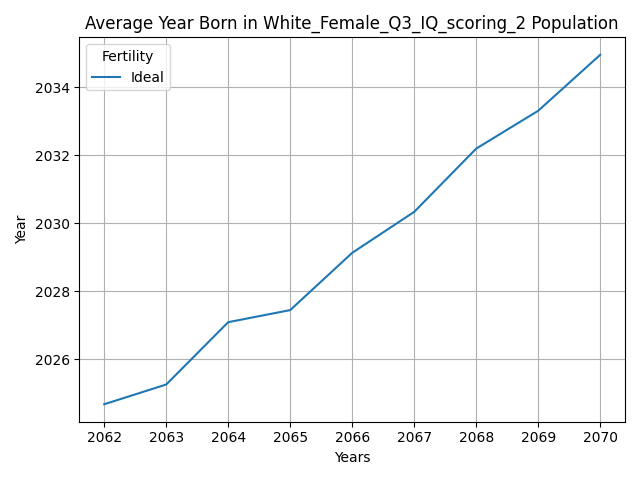 Average Year Born in White_Female_Q3_IQ_scoring_2 Population
Fertility
Ideal
Year
2034
2032
2030
2028
2026
2062 2063 2064 2065 2066 2067 2068 2069 2070
Years